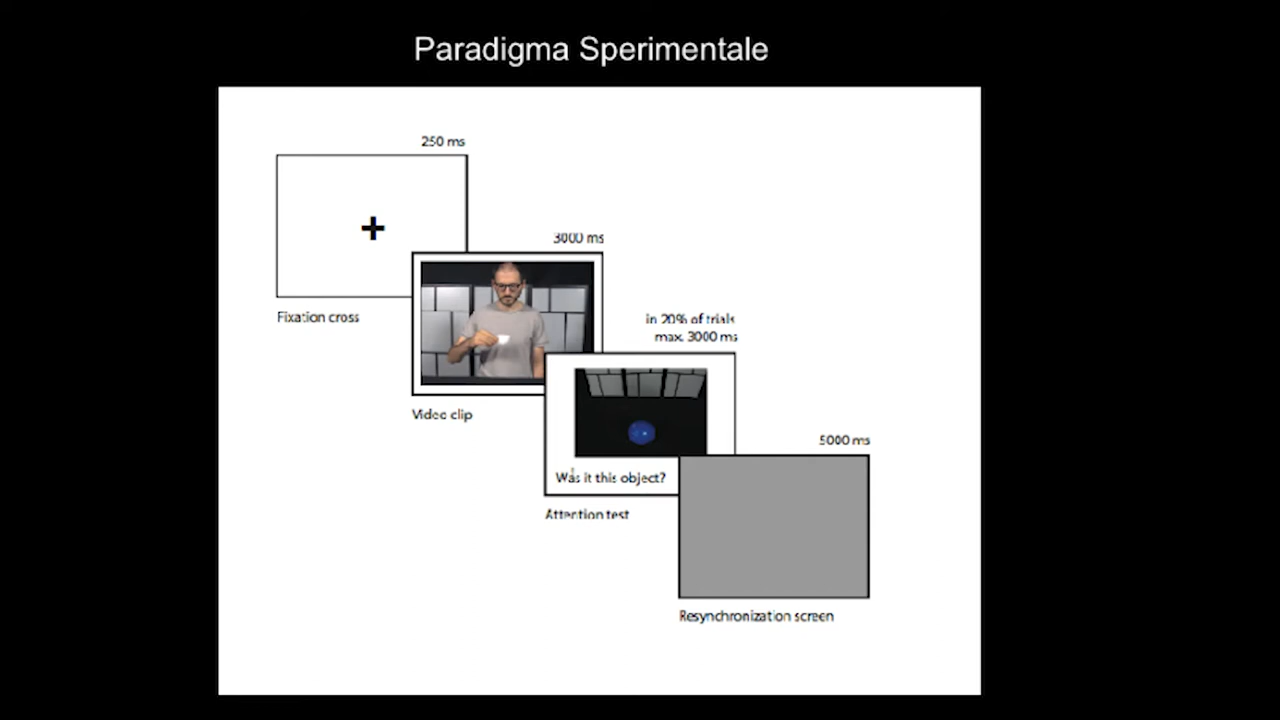 Paradigma Sperimentale
250 ms
+
Fixation cross
3000 ms
Video clip
in 20% of trials
max. 3000 ms
Was it this object?
Attention test
5000 ms
Resynchronization screen